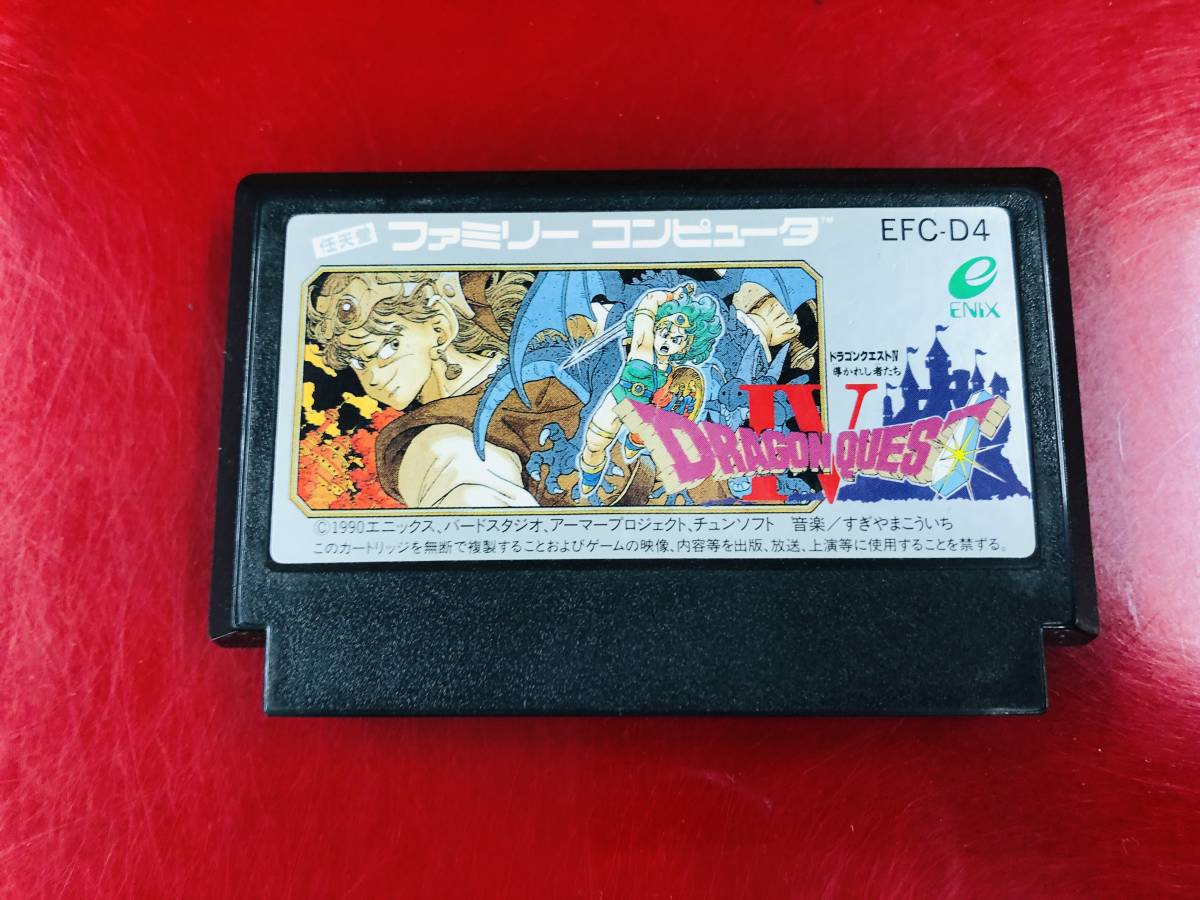 任天堂 ファミリー コンピュータ™ EFC-D4
e
ENIX
ドラゴンクエストⅣ
導かれし者たち
IV
DRAGON QUEST
©1990エニックス、バードスタジオ、アーマープロジェクト、チュンソフト 音楽/すぎやまこういち
このカートリッジを無断で複製することおよびゲームの映像、内容等を出版、放送、上演等に使用することを禁ずる。